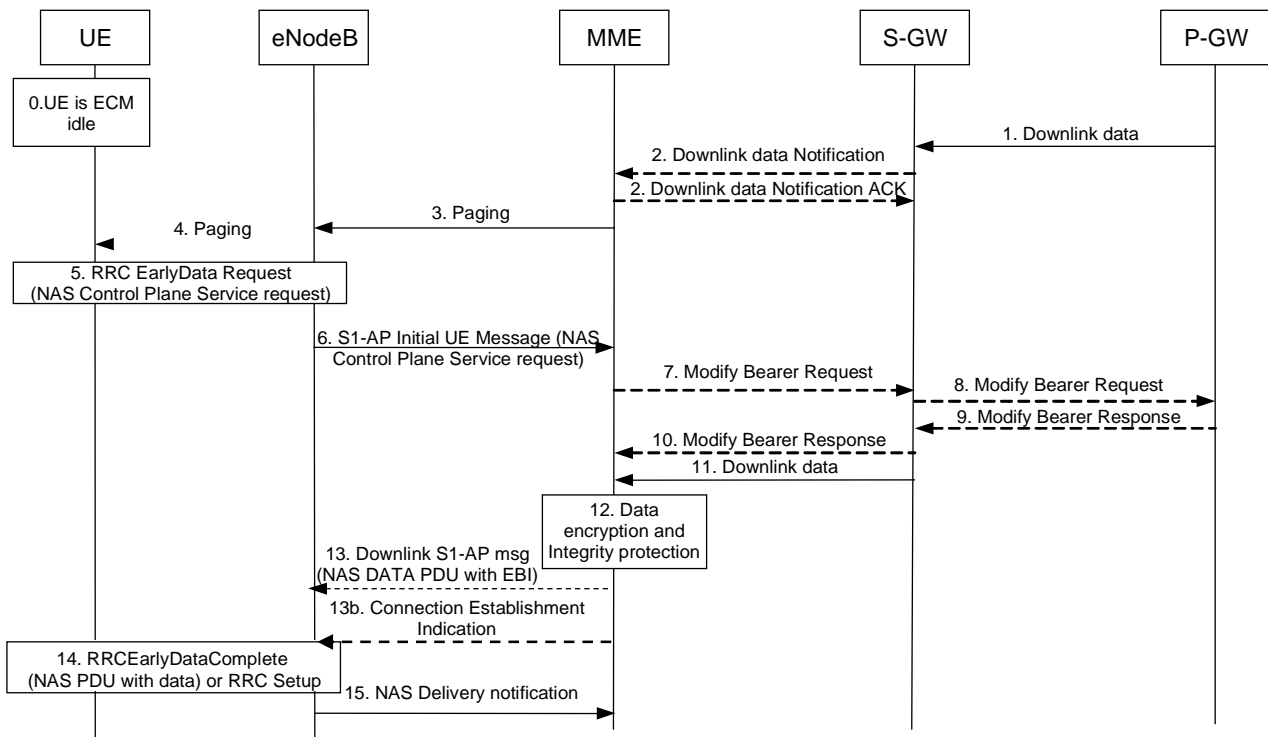 UE
eNodeB
MME
S-GW
P-GW
0.UE is ECM
idle
1. Downlink data
2. Downlink data Notification
2. Downlink data Notification ACK
3. Paging
4. Paging
5. RRC EarlyData Request
(NAS Control Plane Service request)
6. S1-AP Initial UE Message (NAS
Control Plane Service request)
7. Modify Bearer Request
8. Modify Bearer Request
9. Modify Bearer Response
10. Modify Bearer Response
11. Downlink data
12. Data
encryption and
Integrity protection
13. Downlink S1-AP msg
(NAS DATA PDU with EBI)
13b. Connection Establishment
Indication
14. RRCEarlyDataComplete
(NAS PDU with data) or RRC Setup
15. NAS Delivery notification